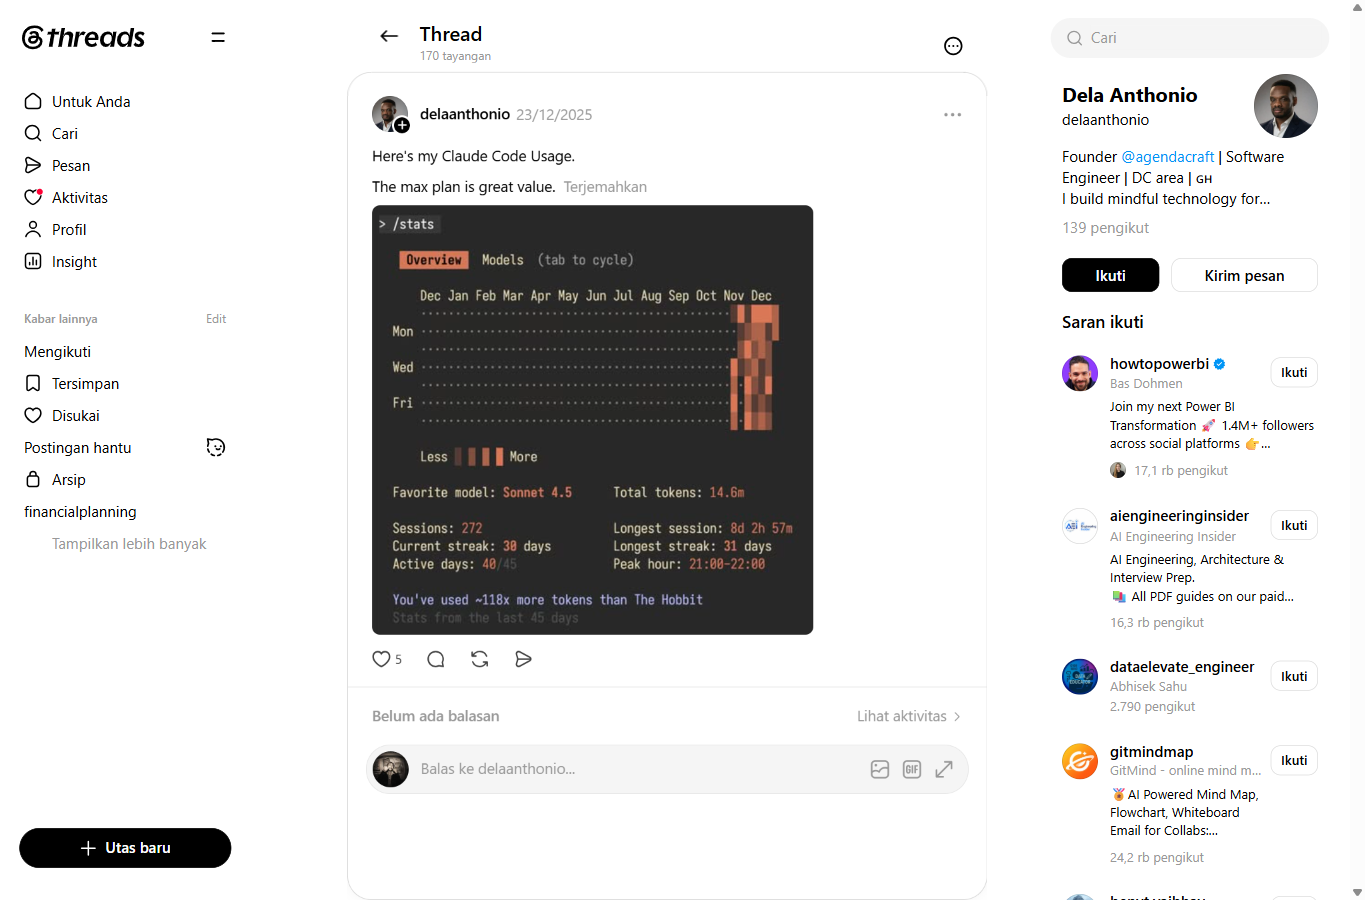 threads
Untuk Anda
Cari
Pesan
Aktivitas
Profil
Insight
Kabar lainnya
Edit
Mengikuti
Tersimpan
Disukai
Postingan hantu
Arsip
financialplanning
Tampilkan lebih banyak
Utas baru
Thread
170 tayangan
delaanthonio 23/12/2025
Here's my Claude Code Usage.
The max plan is great value. Terjemahkan
> /stats
Overview Models (tab to cycle)
Dec Jan Feb Mar Apr May Jun Jul Aug Sep Oct Nov Dec
Mon
Wed
Fri
Less More
Favorite model: Sonnet 4.5 Total tokens: 14.6m
Sessions: 272 Longest session: 8d 2h 57m
Current streak: 30 days Longest streak: 31 days
Active days: 40/45 Peak hour: 21:00-22:00
You've used ~118x more tokens than The Hobbit
Stats from the last 45 days
5
Belum ada balasan
Lihat aktivitas
Balas ke delaanthonio...
GIF
Cari
Dela Anthonio
delaanthonio
Founder @agendacraft | Software
Engineer | DC area | GH
I build mindful technology for...
139 pengikut
Ikuti
Kirim pesan
Saran ikuti
howtopowerbi
Bas Dohmen
Ikuti
Join my next Power BI
Transformation 🚀 1.4M+ followers
across social platforms 👉...
17,1 rb pengikut
aiengineeringinsider
AI Engineering Insider
Ikuti
AI Engineering, Architecture &
Interview Prep.
📚 All PDF guides on our paid...
16,3 rb pengikut
dataelevate_engineer
Abhisek Sahu
Ikuti
2.790 pengikut
gitmindmap
GitMind - online mind m...
Ikuti
🏅AI Powered Mind Map,
Flowchart, Whiteboard
Email for Collabs:...
24,2 rb pengikut